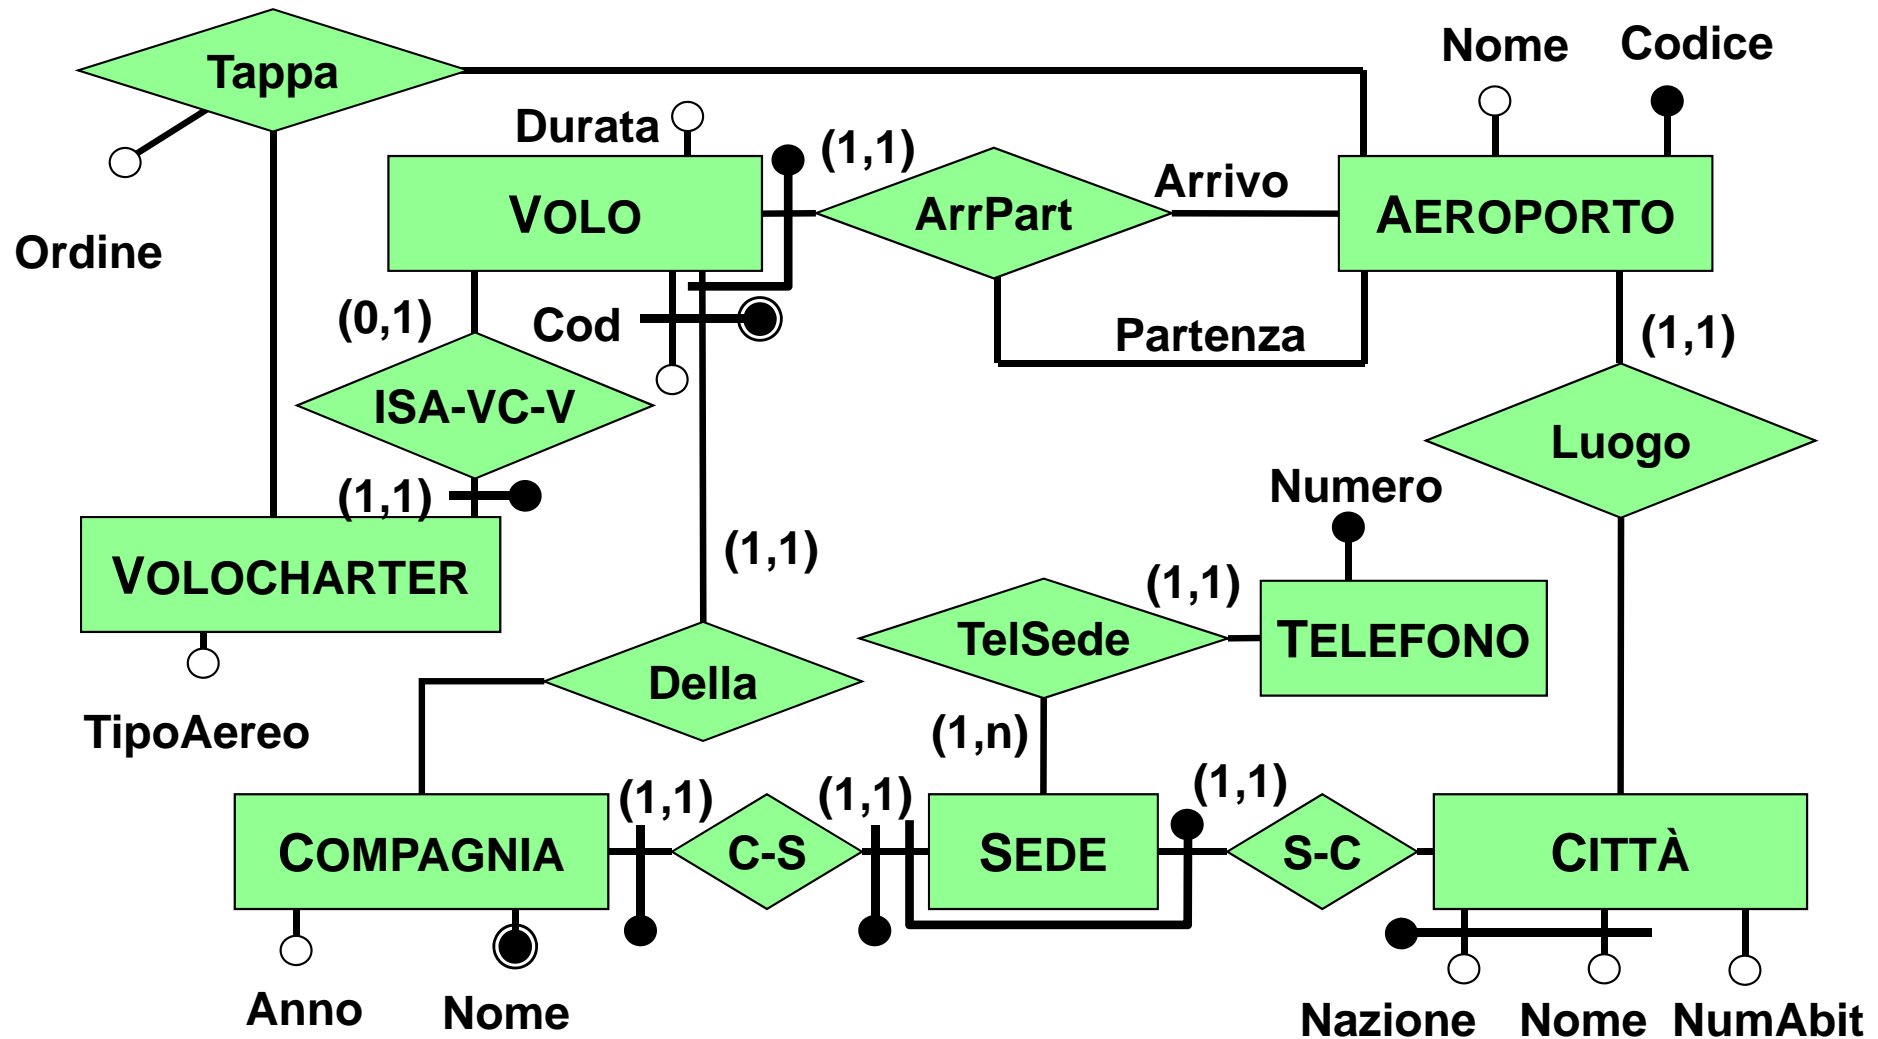 Nome Codice
Tappa
Durata (1,1)
Arrivo
VOLO ArrPart AEROPORTO
Ordine
(0,1) Cod Partenza (1,1)
ISA-VC-V
Luogo
(1,1) Numero
(1,1) (1,1)
VOLOCHARTER
TelSede TELEFONO
Della
TipoAereo (1,n)
(1,1) (1,1) (1,1)
COMPAGNIA C-S SEDE S-C CITTÀ
Anno Nome Nazione Nome NumAbit